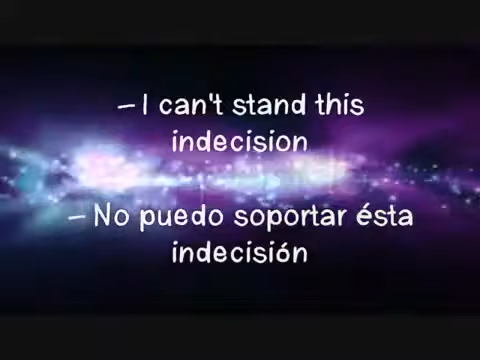 – I can't stand this
indecision
– No puedo soportar ésta
indecisión